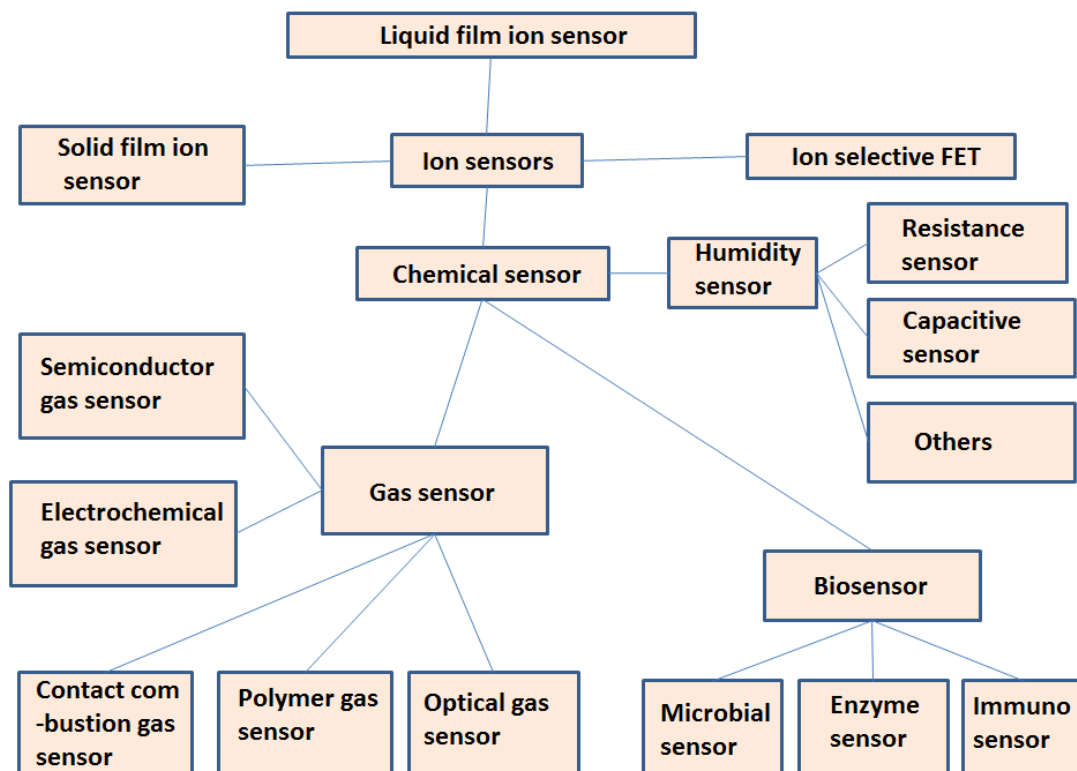 Liquid film ion sensor
Solid film ion
sensor
Ion sensors
Ion selective FET
Chemical sensor
Humidity
sensor
Resistance
sensor
Capacitive
sensor
Others
Semiconductor
gas sensor
Electrochemical
gas sensor
Gas sensor
Biosensor
Contact com
-bustion gas
sensor
Polymer gas
sensor
Optical gas
sensor
Microbial
sensor
Enzyme
sensor
Immuno
sensor